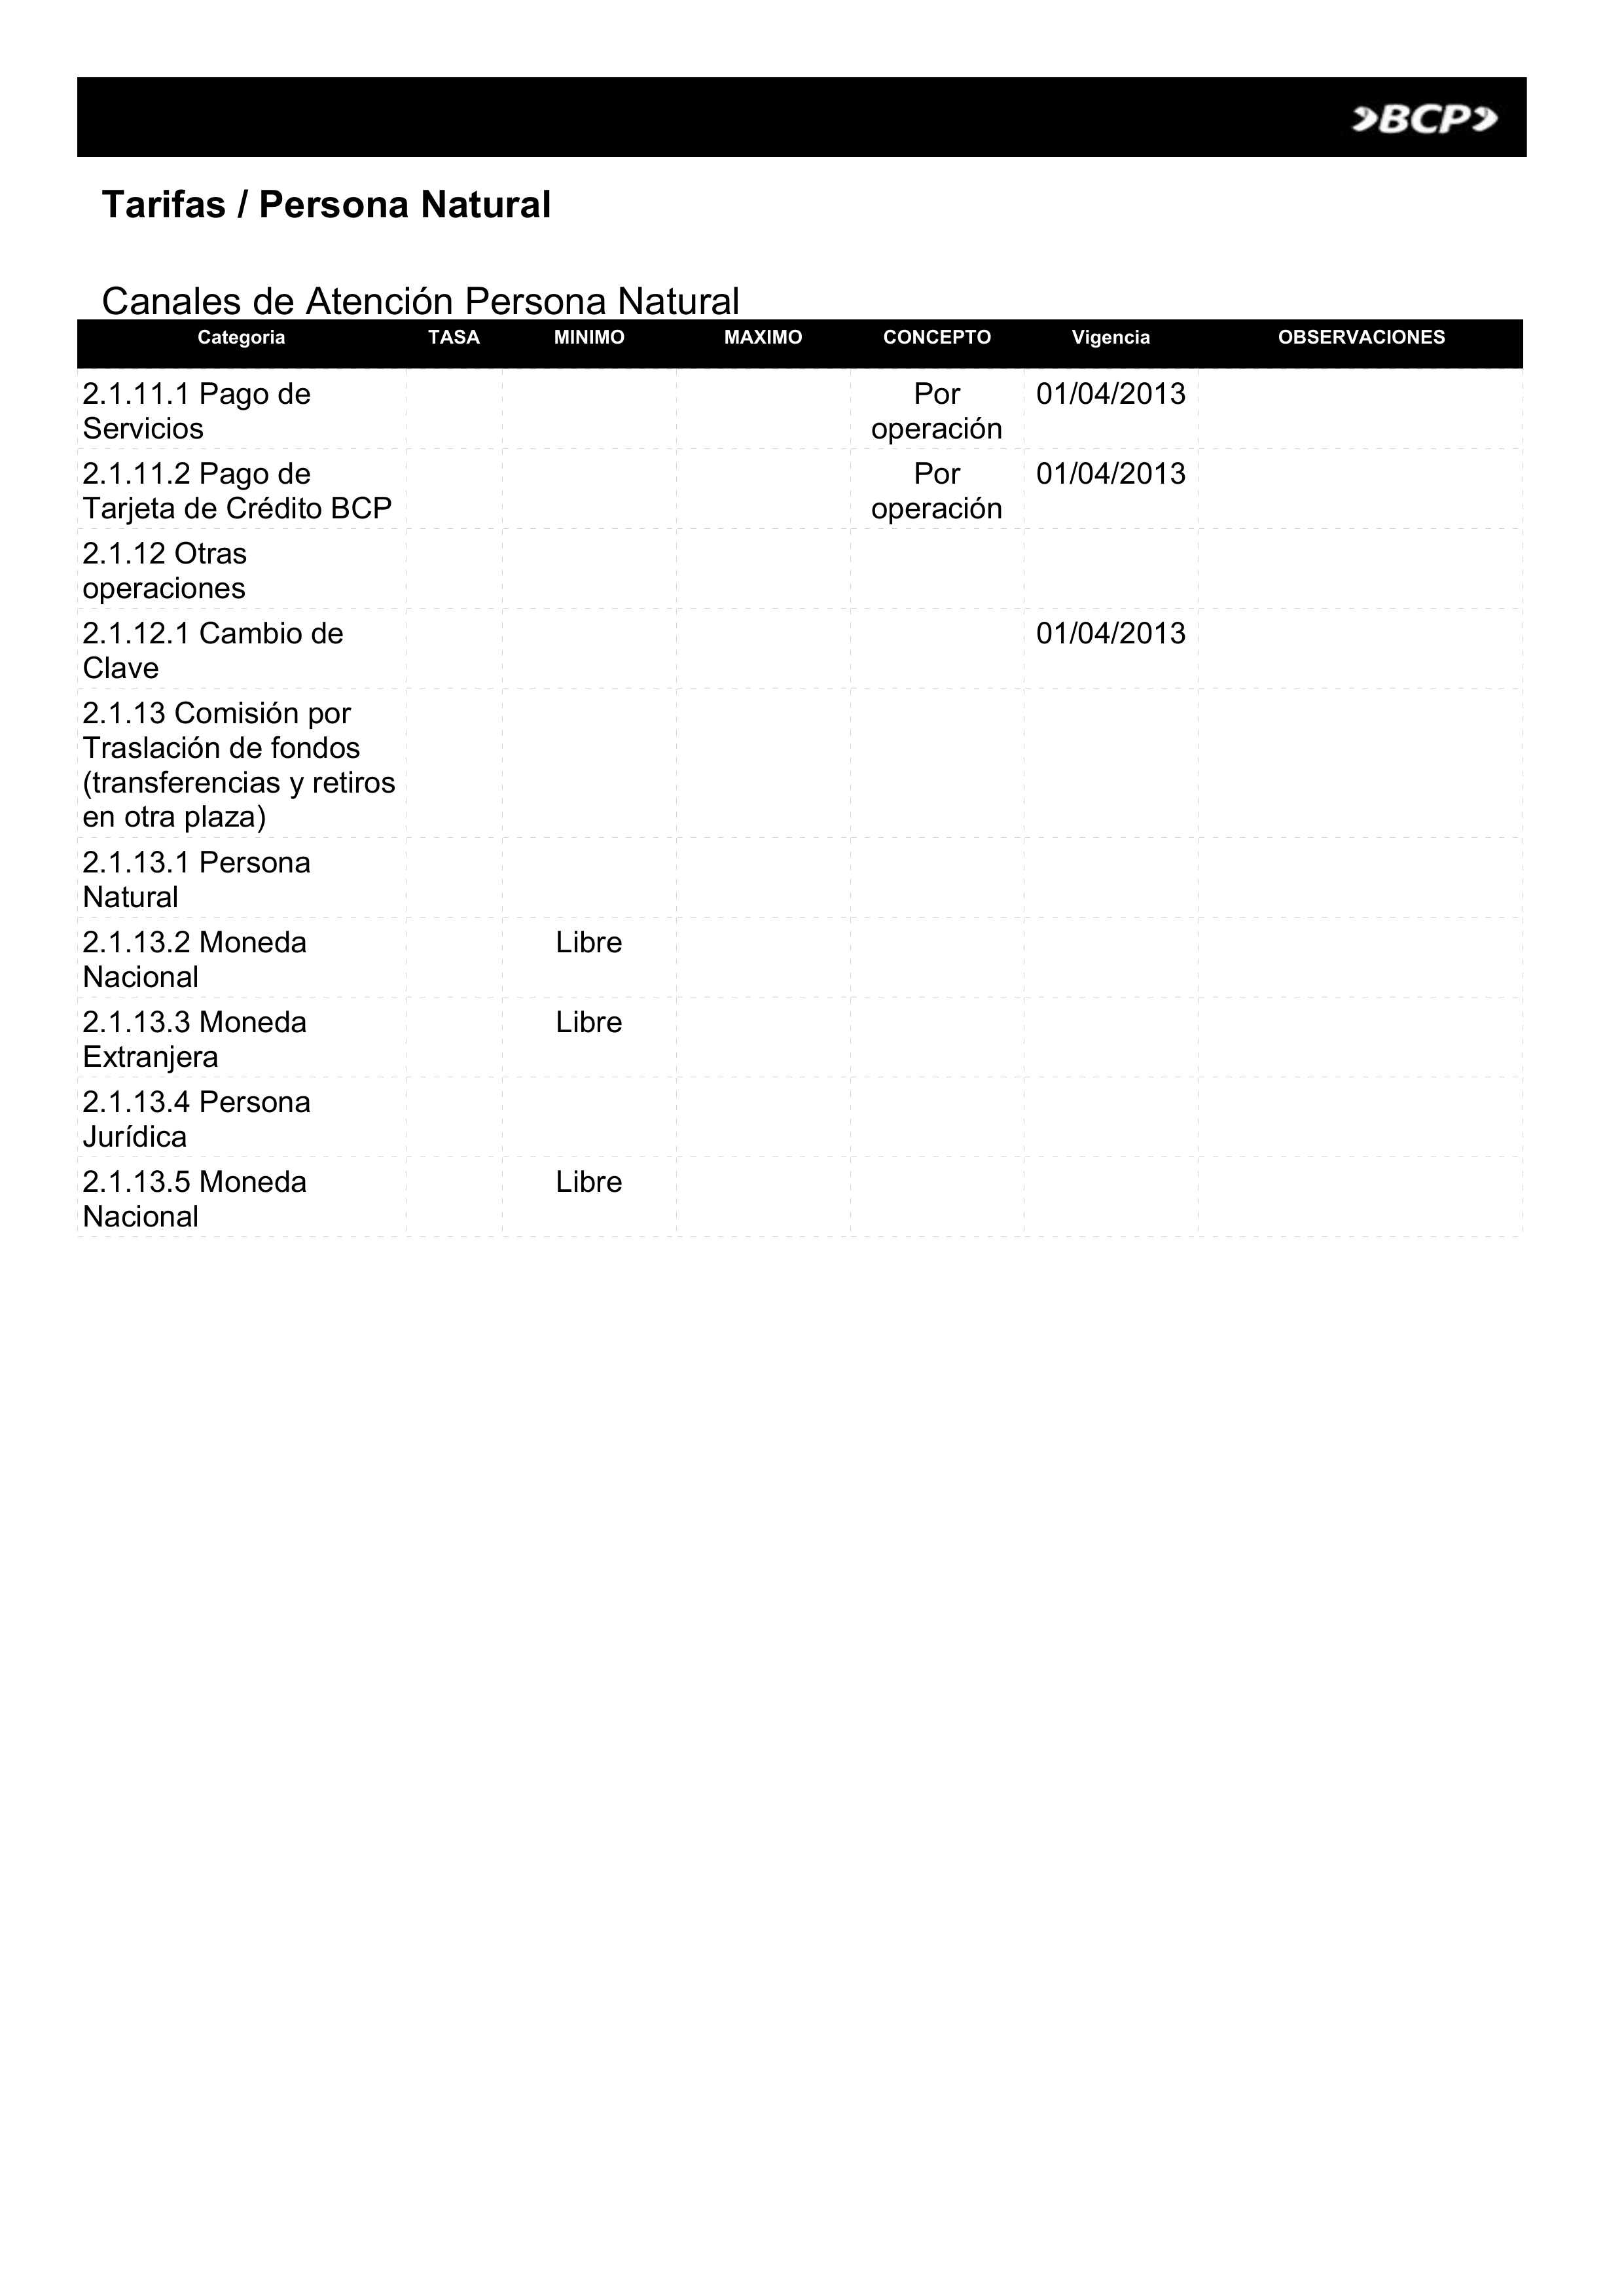 BCP
Tarifas / Persona Natural
Canales de Atención Persona Natural
Categoria TASA MINIMO MAXIMO CONCEPTO Vigencia OBSERVACIONES
2.1.11.1 Pago de Por 01/04/2013
Servicios operación
2.1.11.2 Pago de Por 01/04/2013
Tarjeta de Crédito BCP operación
2.1.12 Otras
operaciones
2.1.12.1 Cambio de 01/04/2013
Clave
2.1.13 Comisión por
Traslación de fondos
(transferencias y retiros
en otra plaza)
2.1.13.1 Persona
Natural
2.1.13.2 Moneda Libre
Nacional
2.1.13.3 Moneda Libre
Extranjera
2.1.13.4 Persona
Jurídica
2.1.13.5 Moneda Libre
Nacional